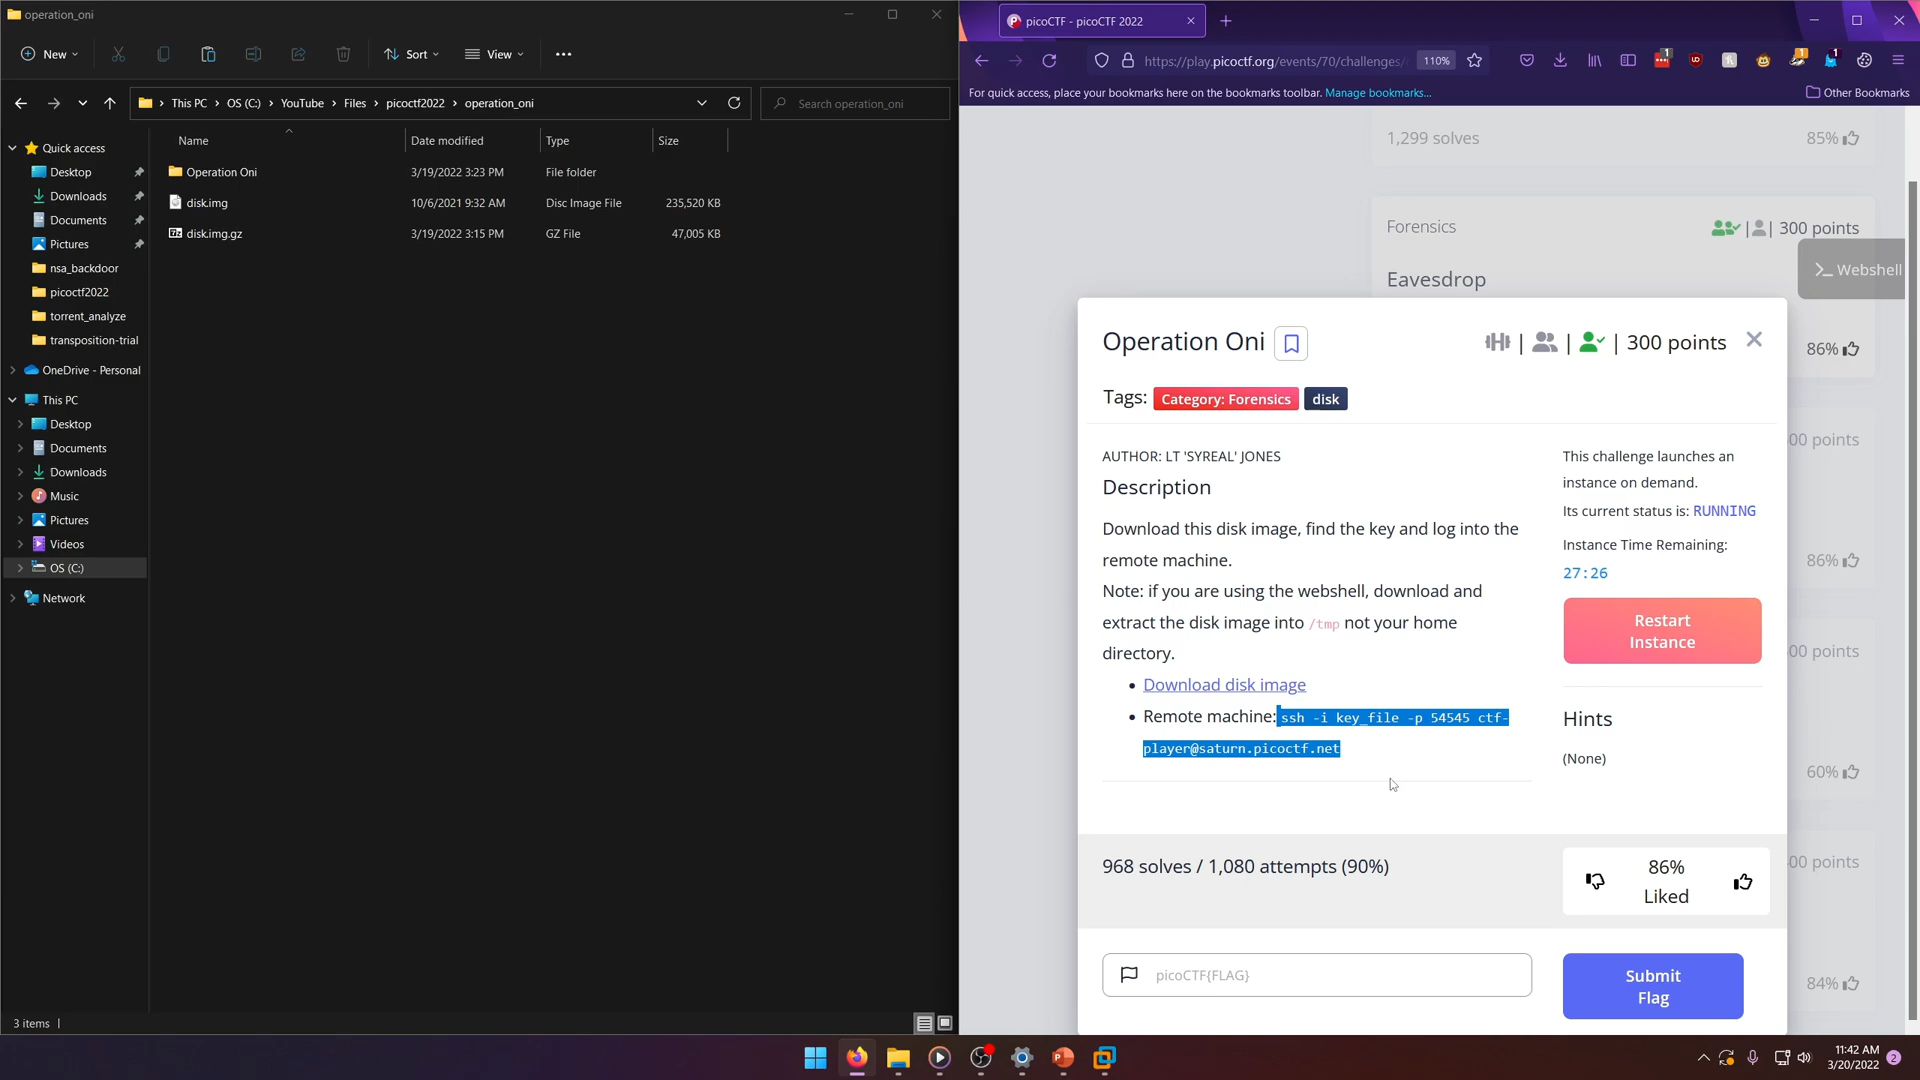 operation_oni
New
Sort
View
This PC > OS (C:) > YouTube > Files > picoctf2022 > operation_oni
Search operation_oni
Name Date modified Type Size
Operation Oni 3/19/2022 3:23 PM File folder
disk.img 10/6/2021 9:32 AM Disc Image File 235,520 KB
disk.img.gz 3/19/2022 3:15 PM GZ File 47,005 KB
Quick access
Desktop
Downloads
Documents
Pictures
nsa_backdoor
picoctf2022
torrent_analyze
transposition-trial
OneDrive - Personal
This PC
Desktop
Documents
Downloads
Music
Pictures
Videos
OS (C:)
Network
3 items
picoCTF - picoCTF 2022
https://play.picoctf.org/events/70/challenges/
110%
For quick access, place your bookmarks here on the bookmarks toolbar. Manage bookmarks...
Other Bookmarks
1,299 solves 85%
Forensics | | 300 points
Webshell
Eavesdrop
86%
Operation Oni
| | | 300 points
Tags: Category: Forensics disk
AUTHOR: LT 'SYREAL' JONES
Description
Download this disk image, find the key and log into the
remote machine.
Note: if you are using the webshell, download and
extract the disk image into /tmp not your home
directory.
• Download disk image
• Remote machine: ssh -i key_file -p 54545 ctf-
player@saturn.picoctf.net
This challenge launches an
instance on demand.
Its current status is: RUNNING
Instance Time Remaining:
27:26
Restart
Instance
Hints
(None)
968 solves / 1,080 attempts (90%)
86%
Liked
picoCTF{FLAG}
Submit
Flag
00 points
86%
00 points
60%
00 points
84%
11:42 AM
3/20/2022
2